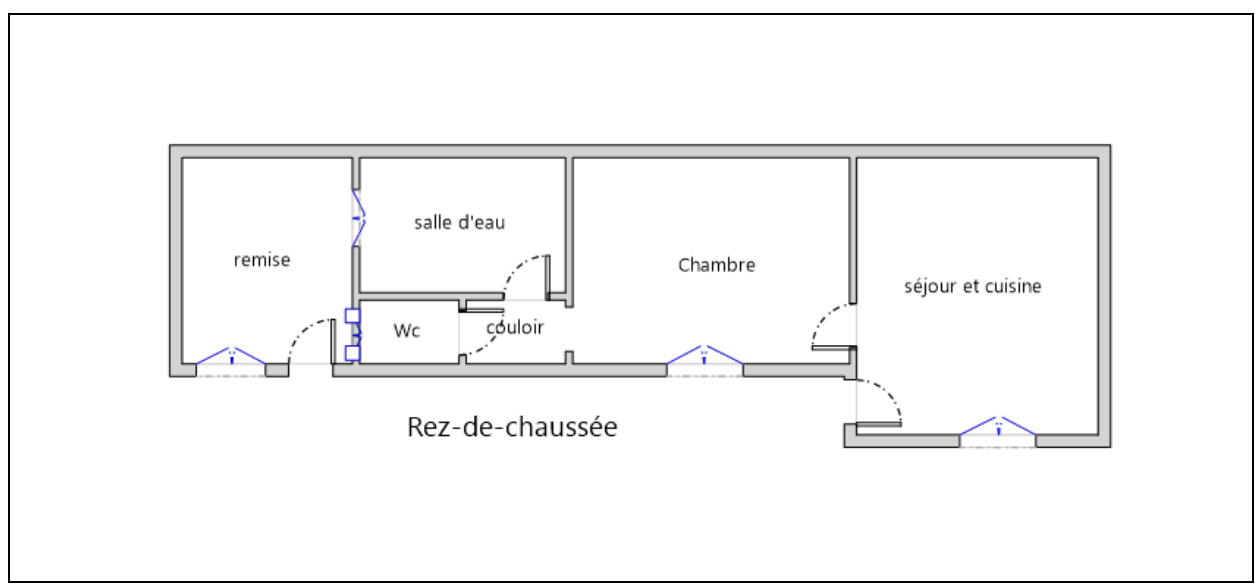 salle d'eau
remise
Chambre
séjour et cuisine
Wc
couloir
Rez-de-chaussée